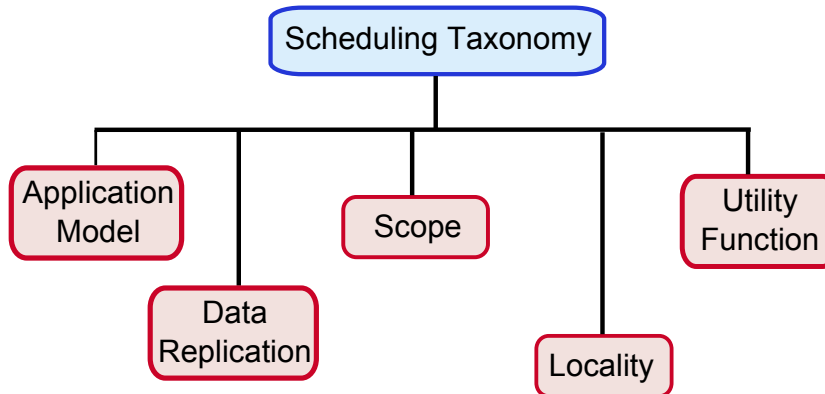 Scheduling Taxonomy
Application
Model
Data
Replication
Scope
Locality
Utility
Function